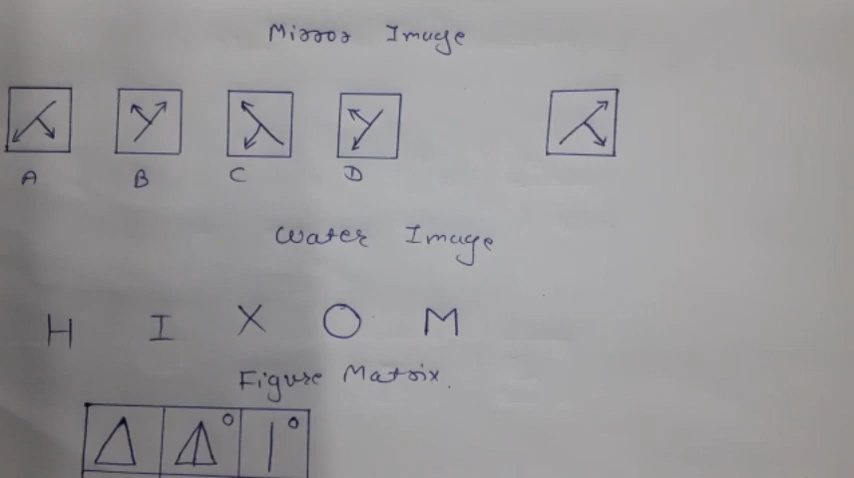 Mirror Image
A B C D
Water Image
H I X O M
Figure Matrix.